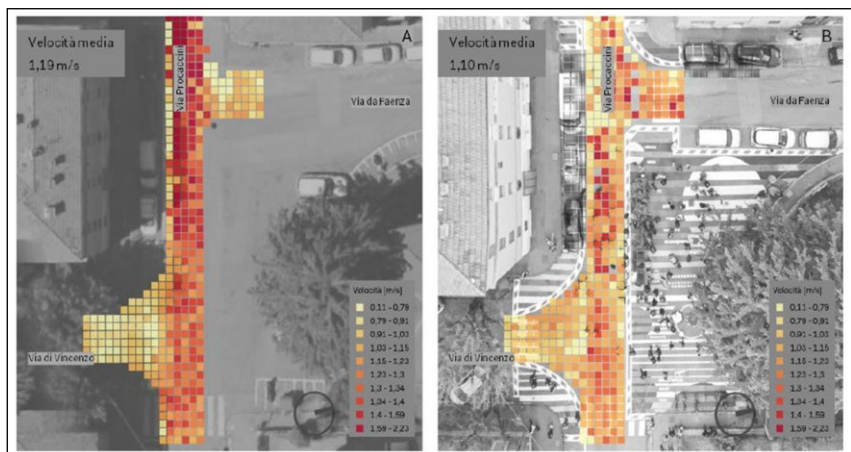 Velocità media
1,19 m/s
A
Via Procaccini
Via da Faenza
Via di Vincenzo
Velocità [m/s]
0,11 - 0,79
0,79 - 0,91
0,91 - 1,03
1,03 - 1,15
1,15 - 1,23
1,23 - 1,3
1,3 - 1,34
1,34 - 1,4
1,4 - 1,59
1,59 - 2,23
Velocità media
1,10 m/s
B
Via Procaccini
Via da Faenza
Via di Vincenzo
Velocità [m/s]
0,11 - 0,79
0,79 - 0,91
0,91 - 1,03
1,03 - 1,15
1,15 - 1,23
1,23 - 1,3
1,3 - 1,34
1,34 - 1,4
1,4 - 1,59
1,59 - 2,23